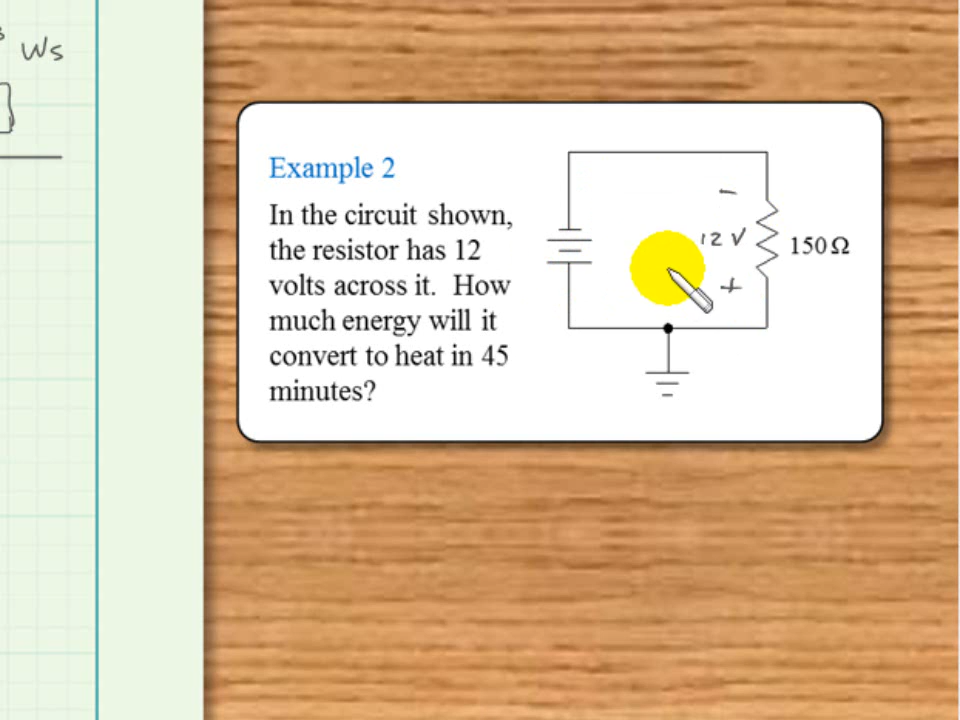 Ws
Example 2
In the circuit shown,
the resistor has 12
volts across it. How
much energy will it
convert to heat in 45
minutes?
−
12 V
+
150 Ω